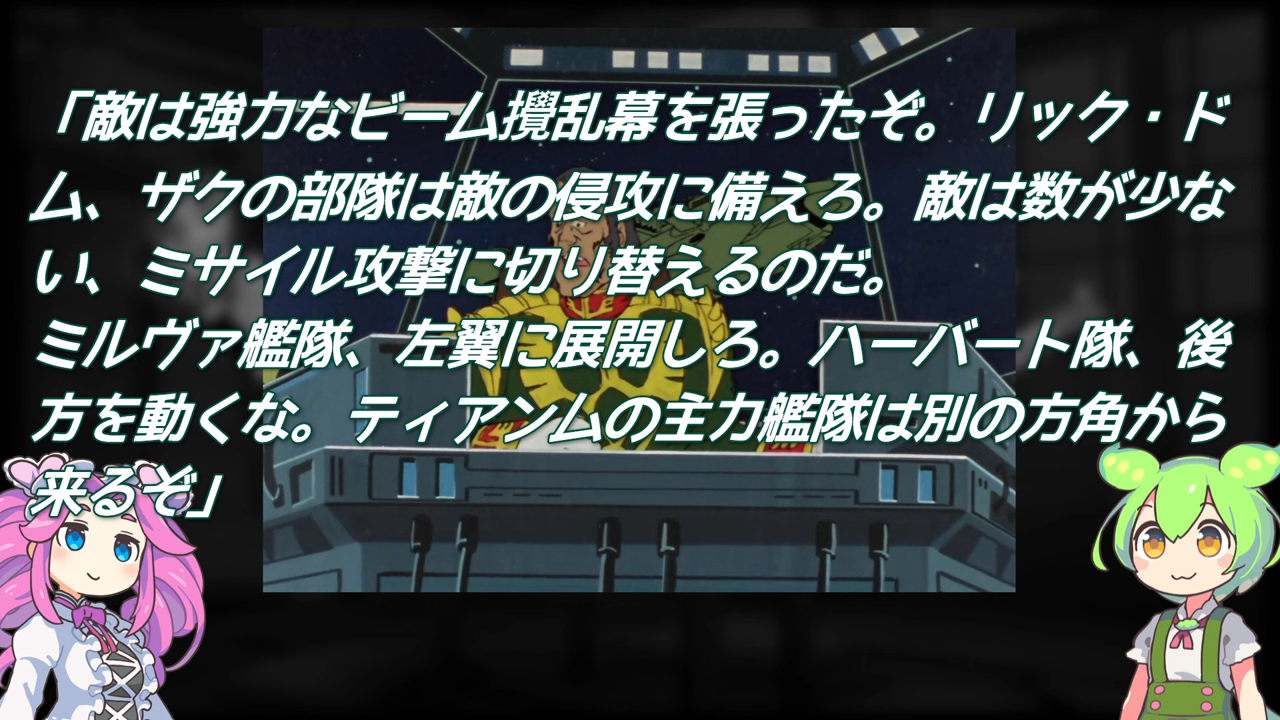 「敵は強力なビーム攪乱幕を張ったぞ。リック・ド
ム、ザクの部隊は敵の侵攻に備えろ。敵は数が少な
い、ミサイル攻撃に切り替えるのだ。
ミルヴァ艦隊、左翼に展開しろ。ハーバート隊、後
方を動くな。ティアンムの主力艦隊は別の方角から
来るぞ」